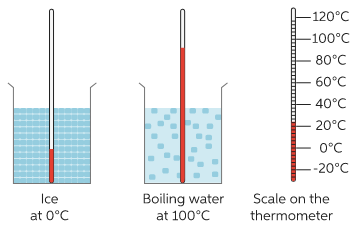 120°C
100°C
80°C
60°C
40°C
20°C
0°C
-20°C
Ice
at 0°C
Boiling water
at 100°C
Scale on the
thermometer